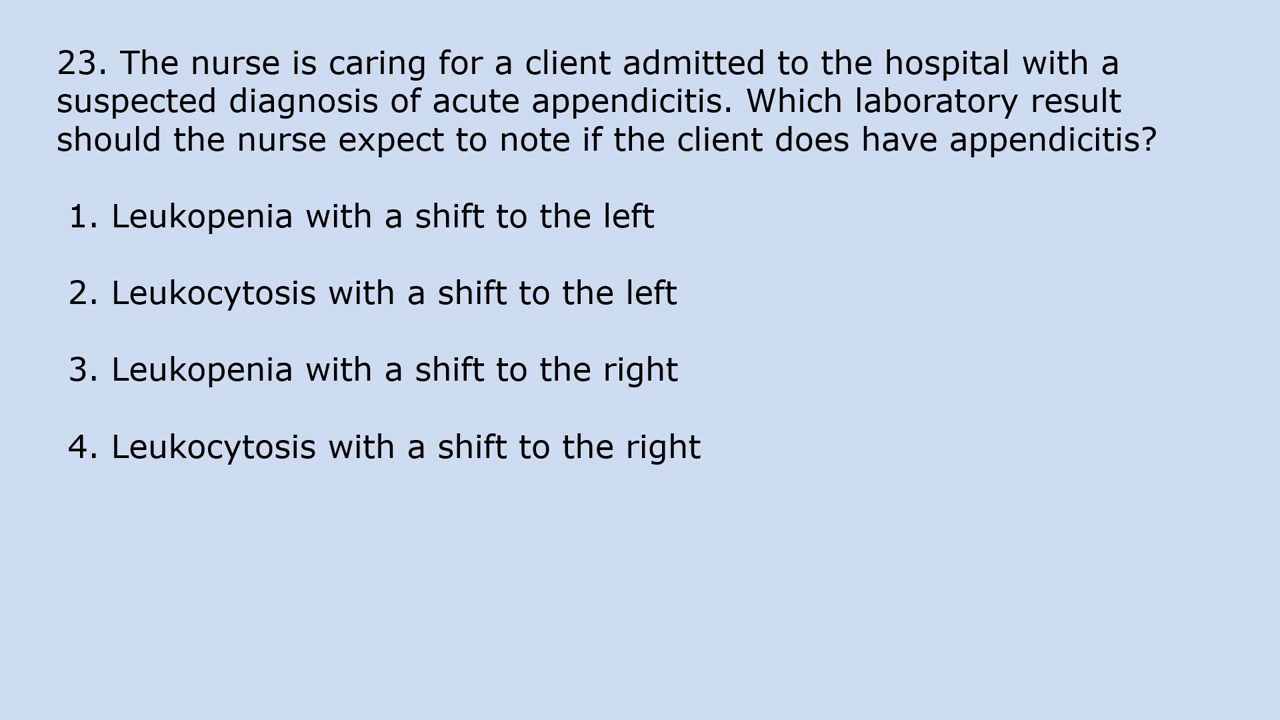 23. The nurse is caring for a client admitted to the hospital with a
suspected diagnosis of acute appendicitis. Which laboratory result
should the nurse expect to note if the client does have appendicitis?
1. Leukopenia with a shift to the left
2. Leukocytosis with a shift to the left
3. Leukopenia with a shift to the right
4. Leukocytosis with a shift to the right